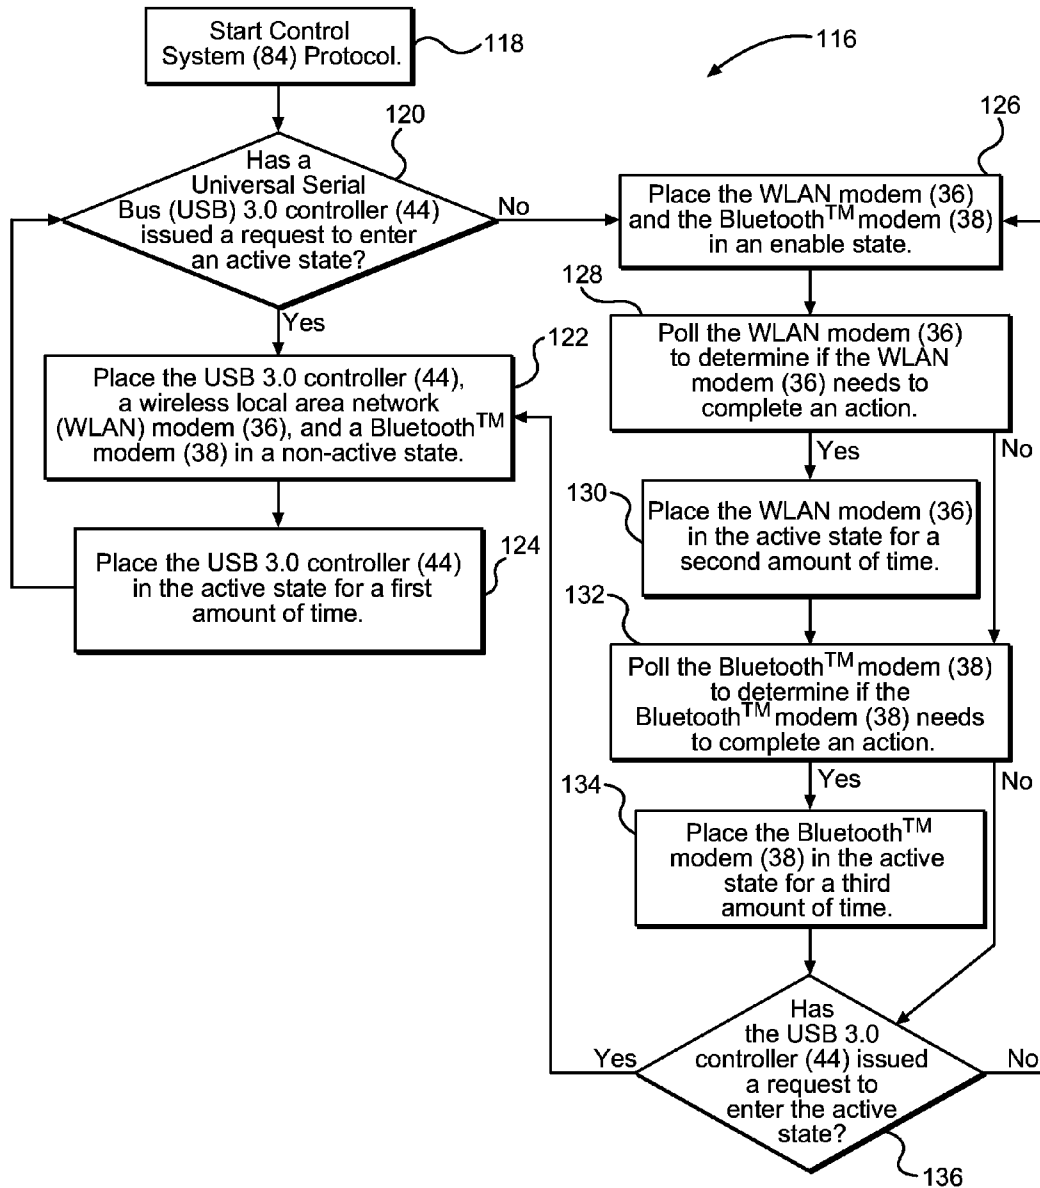 Start Control
System (84) Protocol.
118
116
120
Has a
Universal Serial
Bus (USB) 3.0 controller (44)
issued a request to enter
an active state?
No
Yes
122
Place the USB 3.0 controller (44),
a wireless local area network
(WLAN) modem (36), and a Bluetooth™
modem (38) in a non-active state.
124
Place the USB 3.0 controller (44)
in the active state for a first
amount of time.
126
Place the WLAN modem (36)
and the Bluetooth™ modem (38)
in an enable state.
128
Poll the WLAN modem (36)
to determine if the WLAN
modem (36) needs to
complete an action.
Yes
No
130
Place the WLAN modem (36)
in the active state for a
second amount of time.
132
Poll the Bluetooth™ modem (38)
to determine if the
Bluetooth™ modem (38) needs
to complete an action.
Yes
No
134
Place the Bluetooth™
modem (38) in the active
state for a third
amount of time.
Has
the USB 3.0
controller (44) issued
a request to
enter the active
state?
Yes
No
136